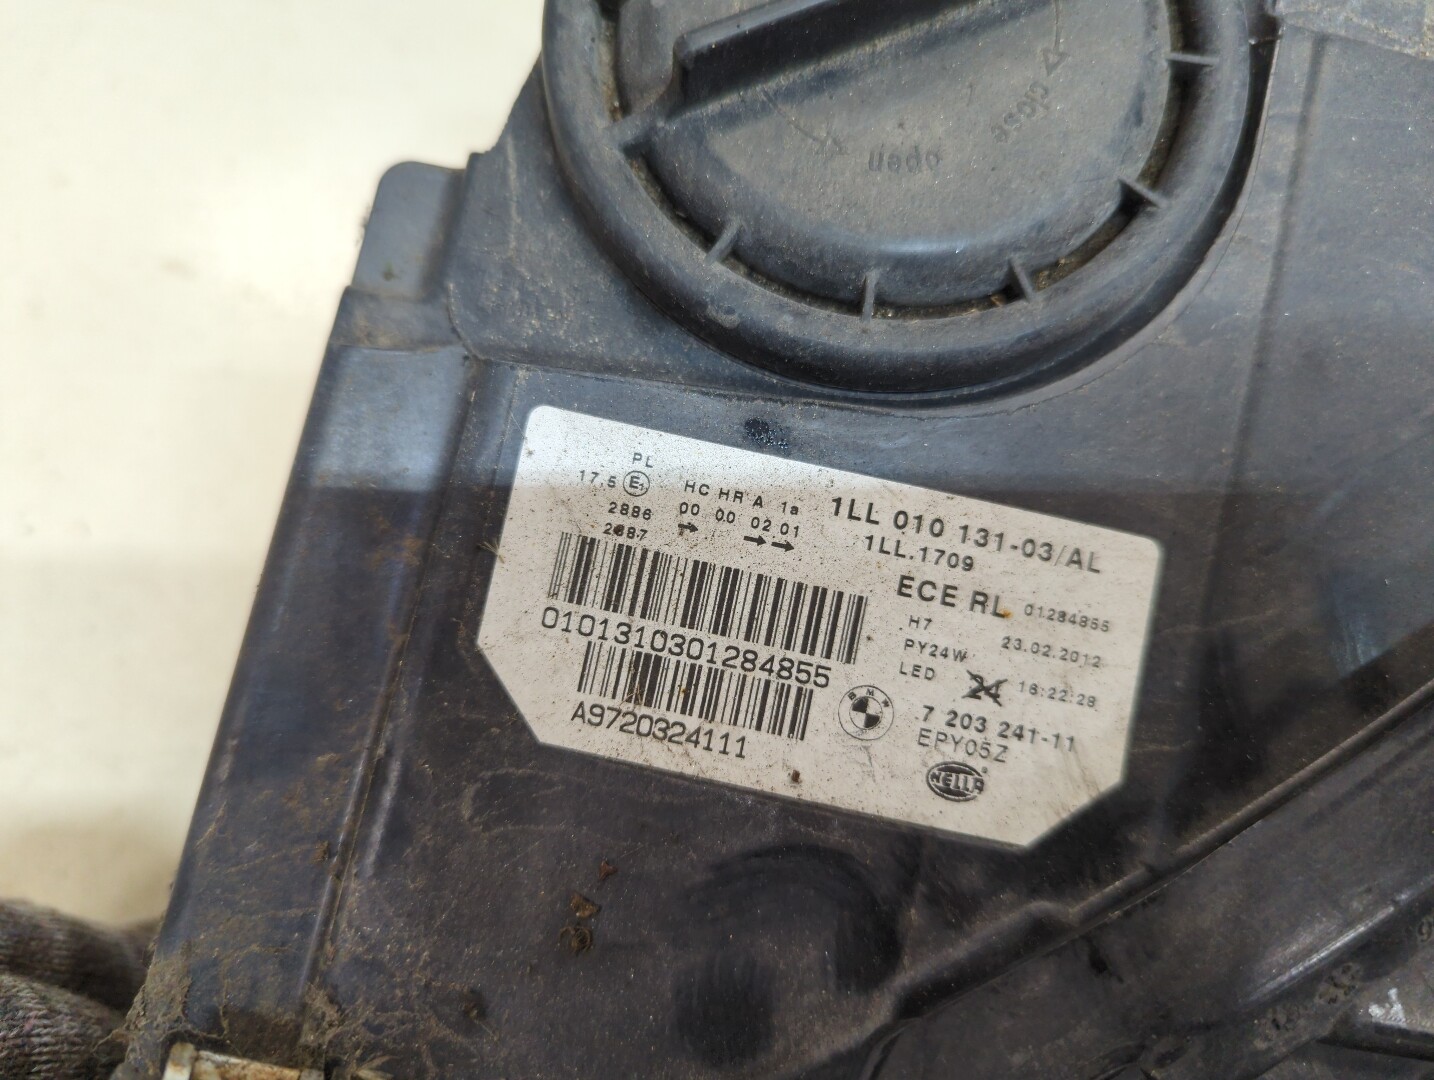 close
open
PL
17,5 E1 HC HR A 1a
2886 00 00 02 01
2887
1LL 010 131-03/AL
1LL.1709
ECE RL 01284855
H7 23.02.2012
PY24W
LED 24 16:22:28
0101310301284855
A9720324111
BMW
7 203 241-11
EPY05Z
HELLA